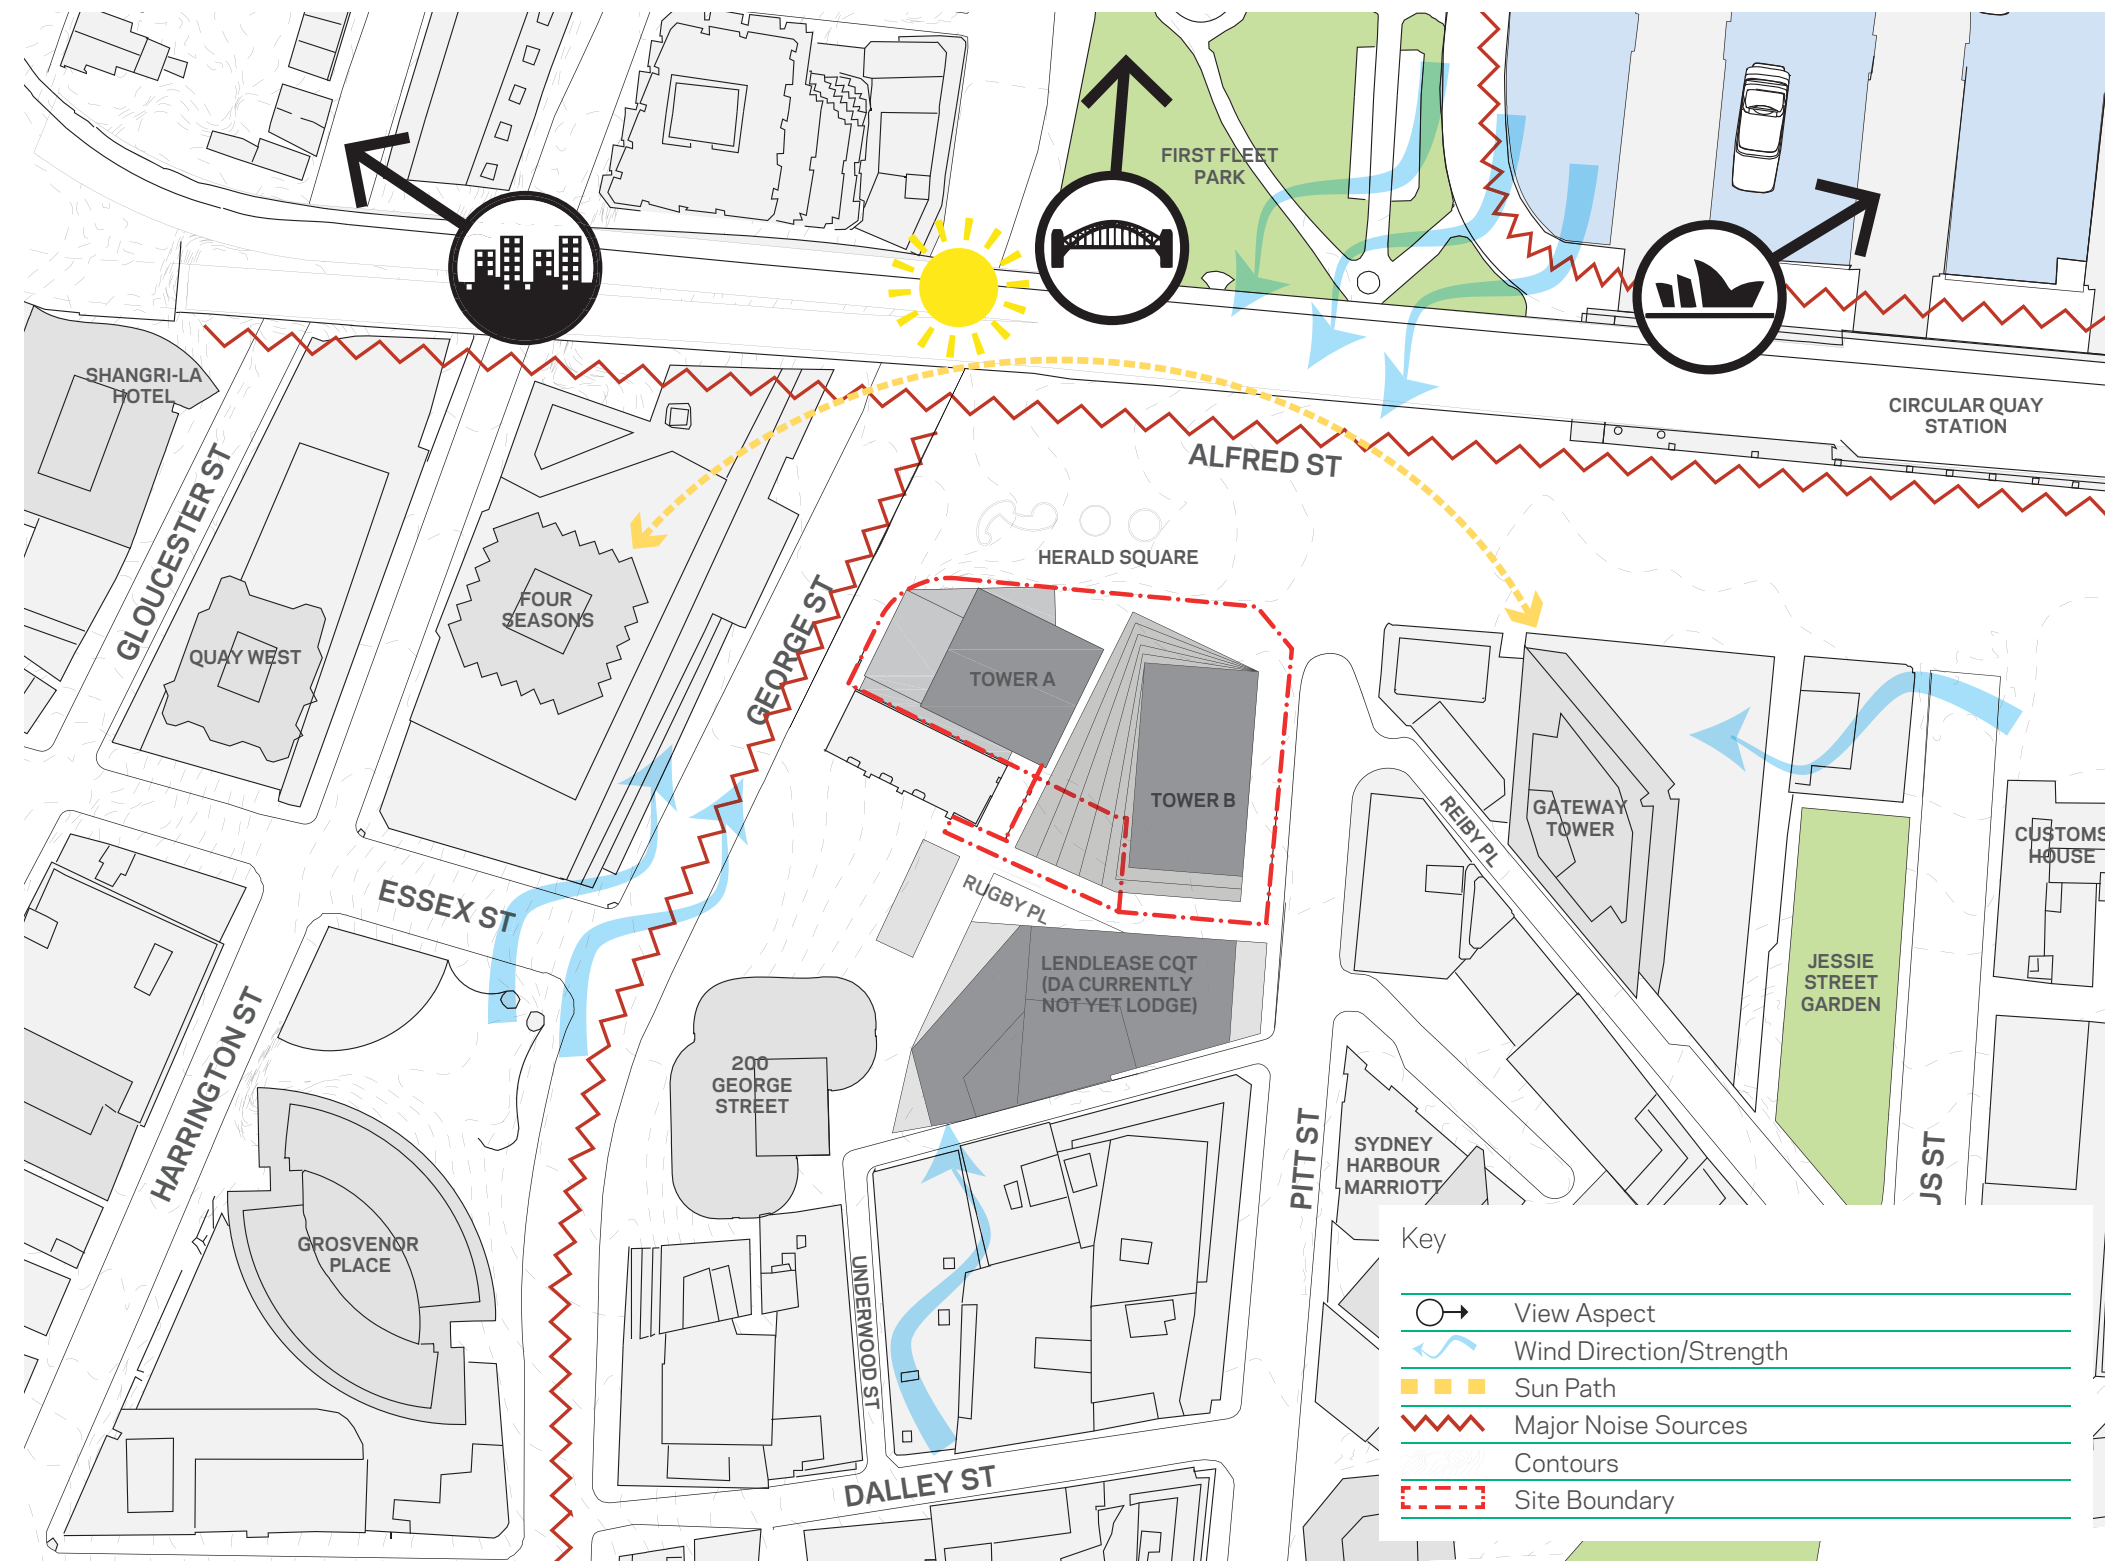 FIRST FLEET
PARK
SHANGRI-LA
HOTEL
CIRCULAR QUAY
STATION
ALFRED ST
GLOUCESTER ST
HERALD SQUARE
FOUR
SEASONS
QUAY WEST
GEORGE ST
TOWER A
TOWER B
REIBY PL
GATEWAY
TOWER
CUSTOMS
HOUSE
ESSEX ST
RUGBY PL
LENDLEASE CQT
(DA CURRENTLY
NOT YET LODGE)
JESSIE
STREET
GARDEN
HARRINGTON ST
200
GEORGE
STREET
PITT ST
SYDNEY
HARBOUR
MARRIOTT
US ST
GROSVENOR
PLACE
UNDERWOOD ST
DALLEY ST
Key
View Aspect
Wind Direction/Strength
Sun Path
Major Noise Sources
Contours
Site Boundary